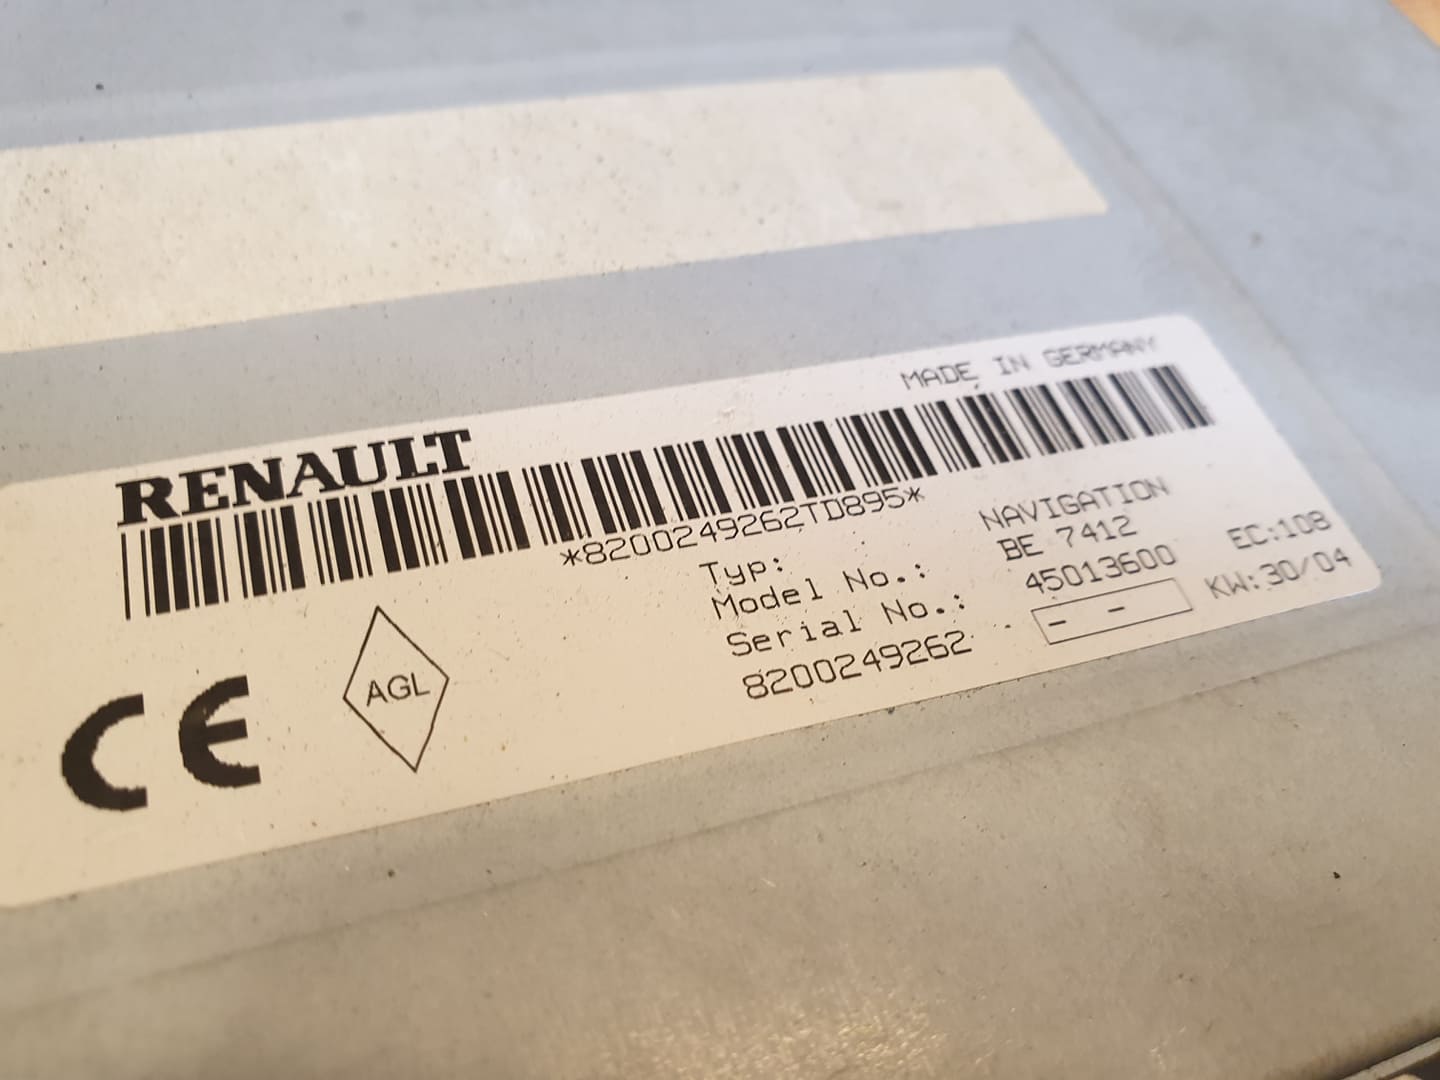 MADE IN GERMANY
RENAULT
*8200249262TD895*
Typ: NAVIGATION
Model No.: BE 7412 EC:108
Serial No.: 45013600 KW:30/04
8200249262 - -
CE
AGL